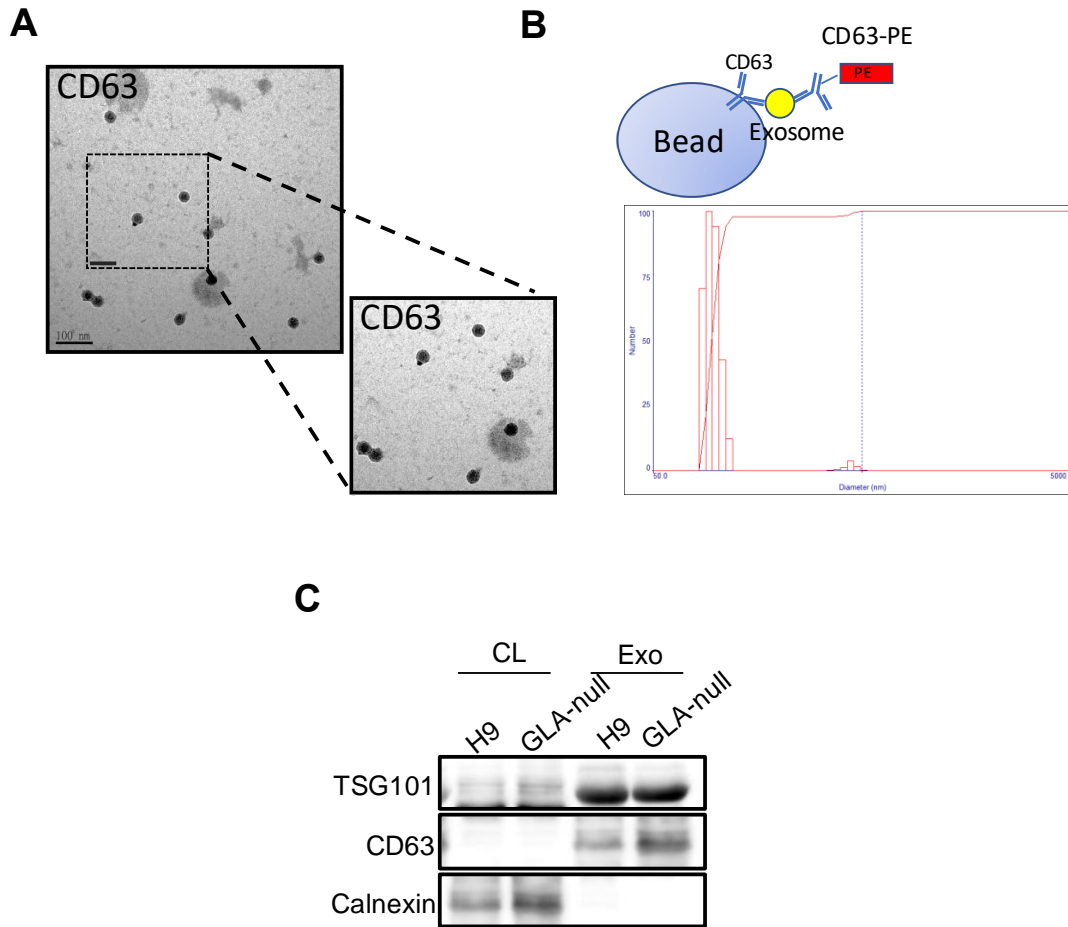 A
CD63
100 nm
CD63
B
CD63-PE
PE
CD63
Bead
Exosome
100
75
50
25
0
Number
50.0
5000.
Diameter (nm)
C
CL
Exo
H9
GLA-null
H9
GLA-null
TSG101
CD63
Calnexin